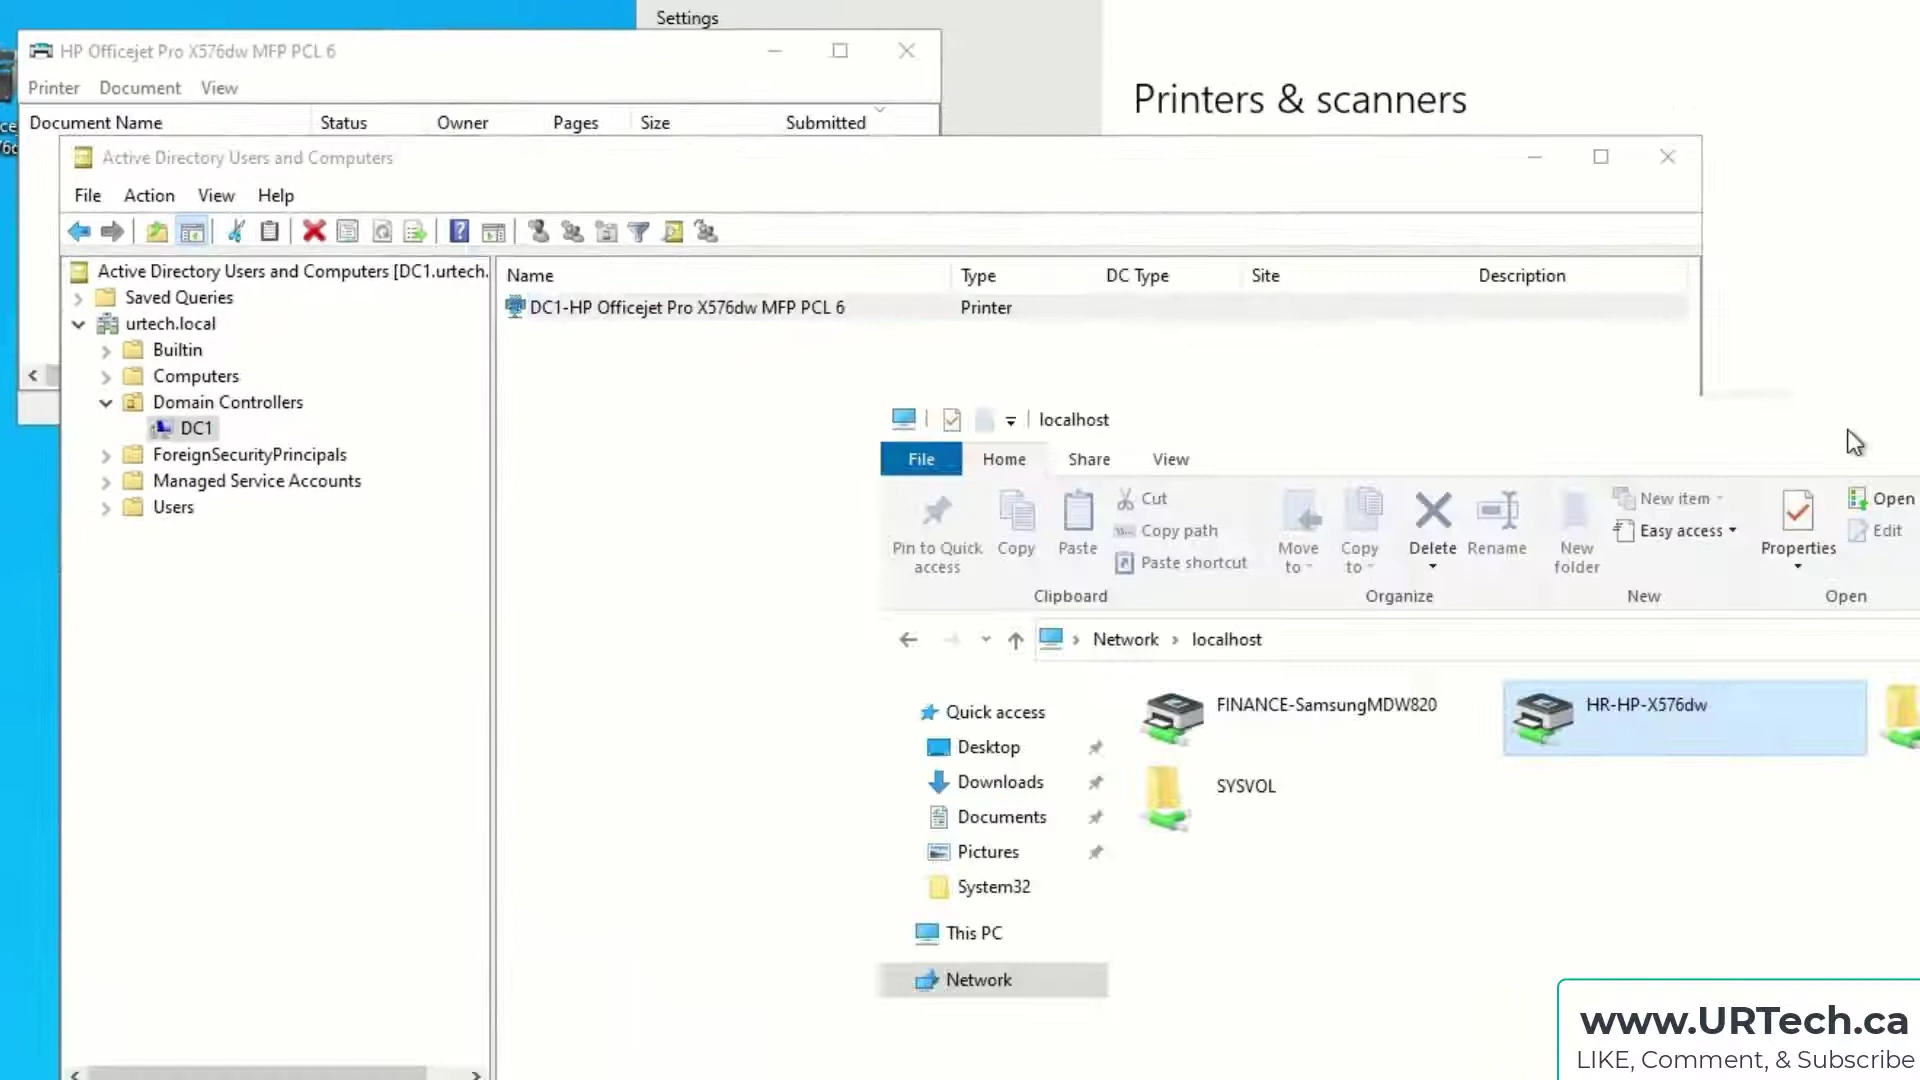 Settings
HP Officejet Pro X576dw MFP PCL 6
Printer Document View
Printers & scanners
Document Name Status Owner Pages Size Submitted
Active Directory Users and Computers
File Action View Help
Active Directory Users and Computers [DC1.urtech.
Saved Queries
urtech.local
Builtin
Computers
Domain Controllers
DC1
ForeignSecurityPrincipals
Managed Service Accounts
Users
Name Type DC Type Site Description
DC1-HP Officejet Pro X576dw MFP PCL 6 Printer
localhost
File Home Share View
Pin to Quick access
Copy
Paste
Cut
Copy path
Paste shortcut
Clipboard
Move to
Copy to
Delete
Rename
Organize
New folder
New item
Easy access
New
Properties
Open
Edit
Open
Network > localhost
Quick access
Desktop
Downloads
Documents
Pictures
System32
This PC
Network
FINANCE-SamsungMDW820
HR-HP-X576dw
SYSVOL
www.URTech.ca
LIKE, Comment, & Subscribe